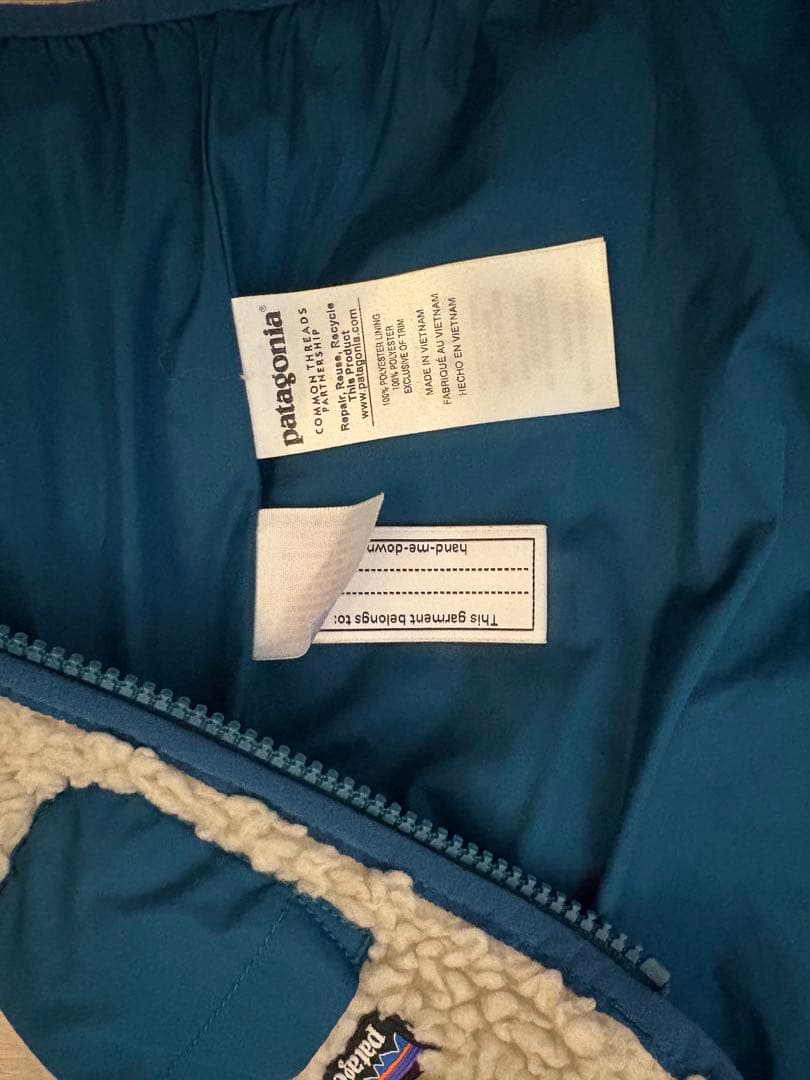 patagonia®
COMMON THREADS
PARTNERSHIP
Repair, Reuse, Recycle
This Product
www.patagonia.com
100% POLYESTER LINING
100% POLYESTER
EXCLUSIVE OF TRIM
MADE IN VIETNAM
FABRIQUÉ AU VIETNAM
HECHO EN VIETNAM
This garment belongs to:
hand-me-down
patag